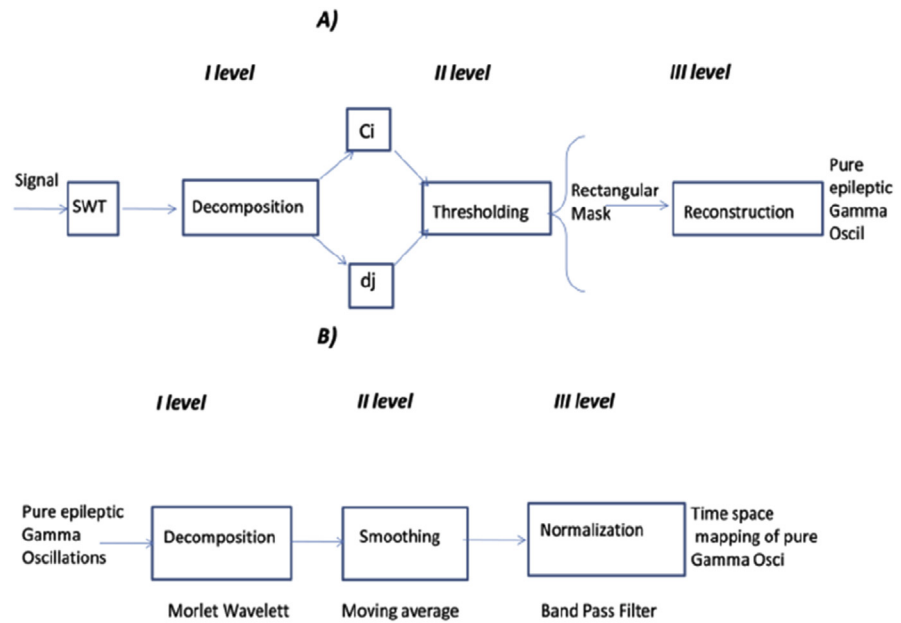 A)
I level
II level
III level
Ci
Signal
SWT
Decomposition
Thresholding
Rectangular
Mask
Reconstruction
Pure
epileptic
Gamma
Oscil
dj
B)
I level
II level
III level
Pure epileptic
Gamma
Oscillations
Decomposition
Smoothing
Normalization
Time space
mapping of pure
Gamma Osci
Morlet Wavelett
Moving average
Band Pass Filter